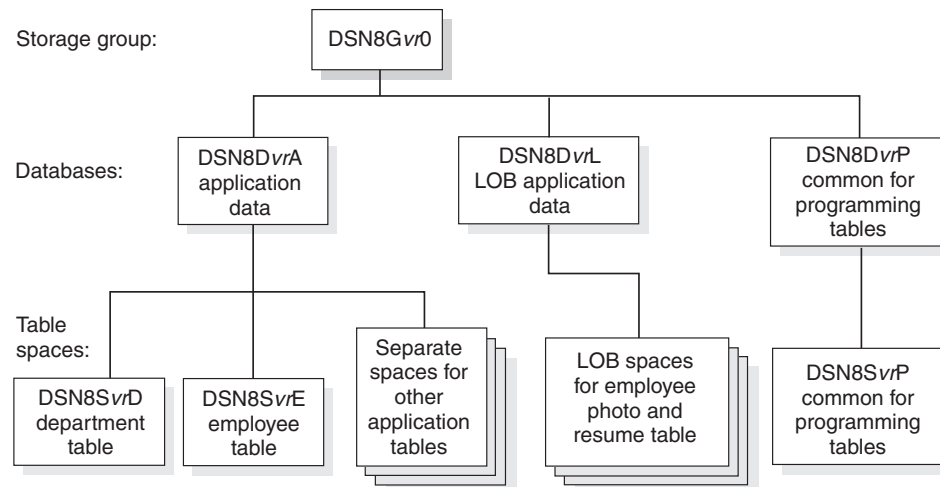 Storage group:
DSN8Gvr0
Databases:
DSN8DvrA
application
data
DSN8DvrL
LOB application
data
DSN8DvrP
common for
programming
tables
Table
spaces:
DSN8SvrD
department
table
DSN8SvrE
employee
table
Separate
spaces for
other
application
tables
LOB spaces
for employee
photo and
resume table
DSN8SvrP
common for
programming
tables